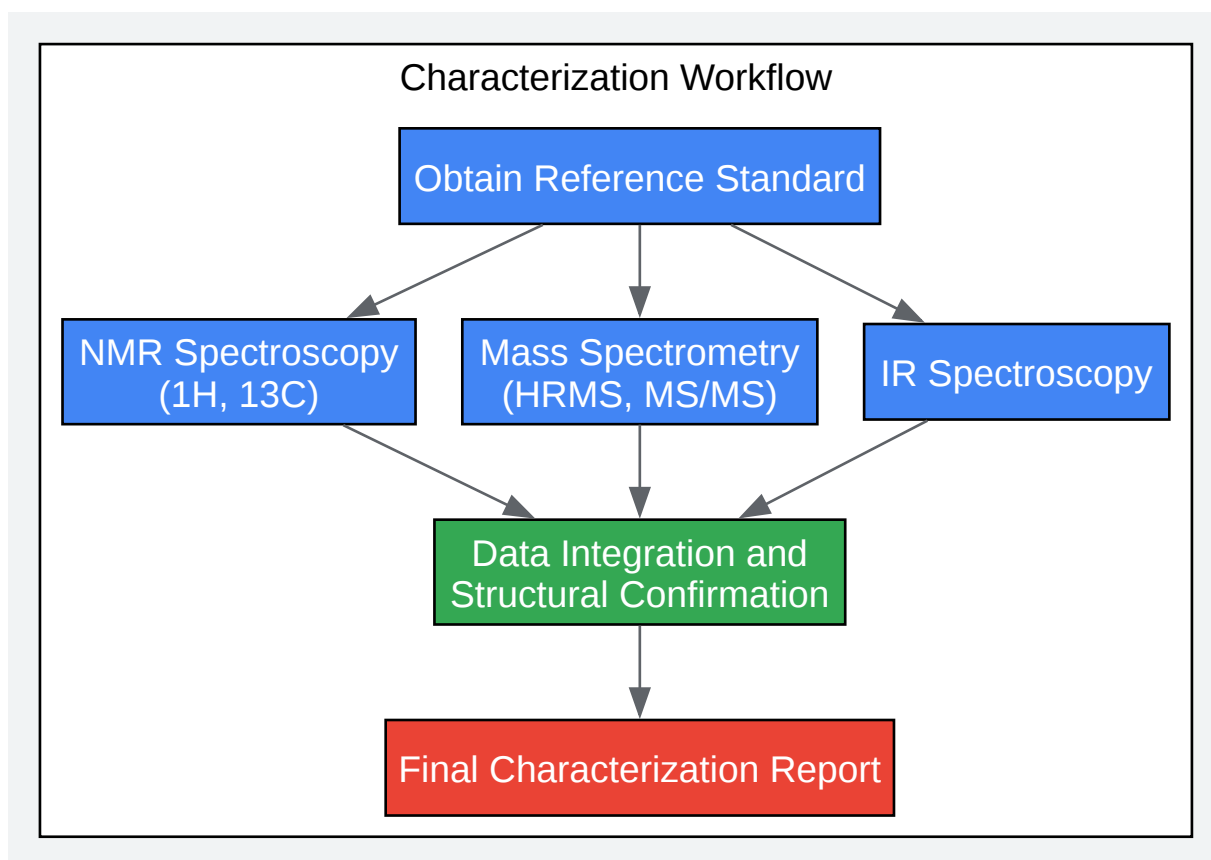 Characterization Workflow
Obtain Reference Standard
NMR Spectroscopy
(1H, 13C)
Mass Spectrometry
(HRMS, MS/MS)
IR Spectroscopy
Data Integration and
Structural Confirmation
Final Characterization Report